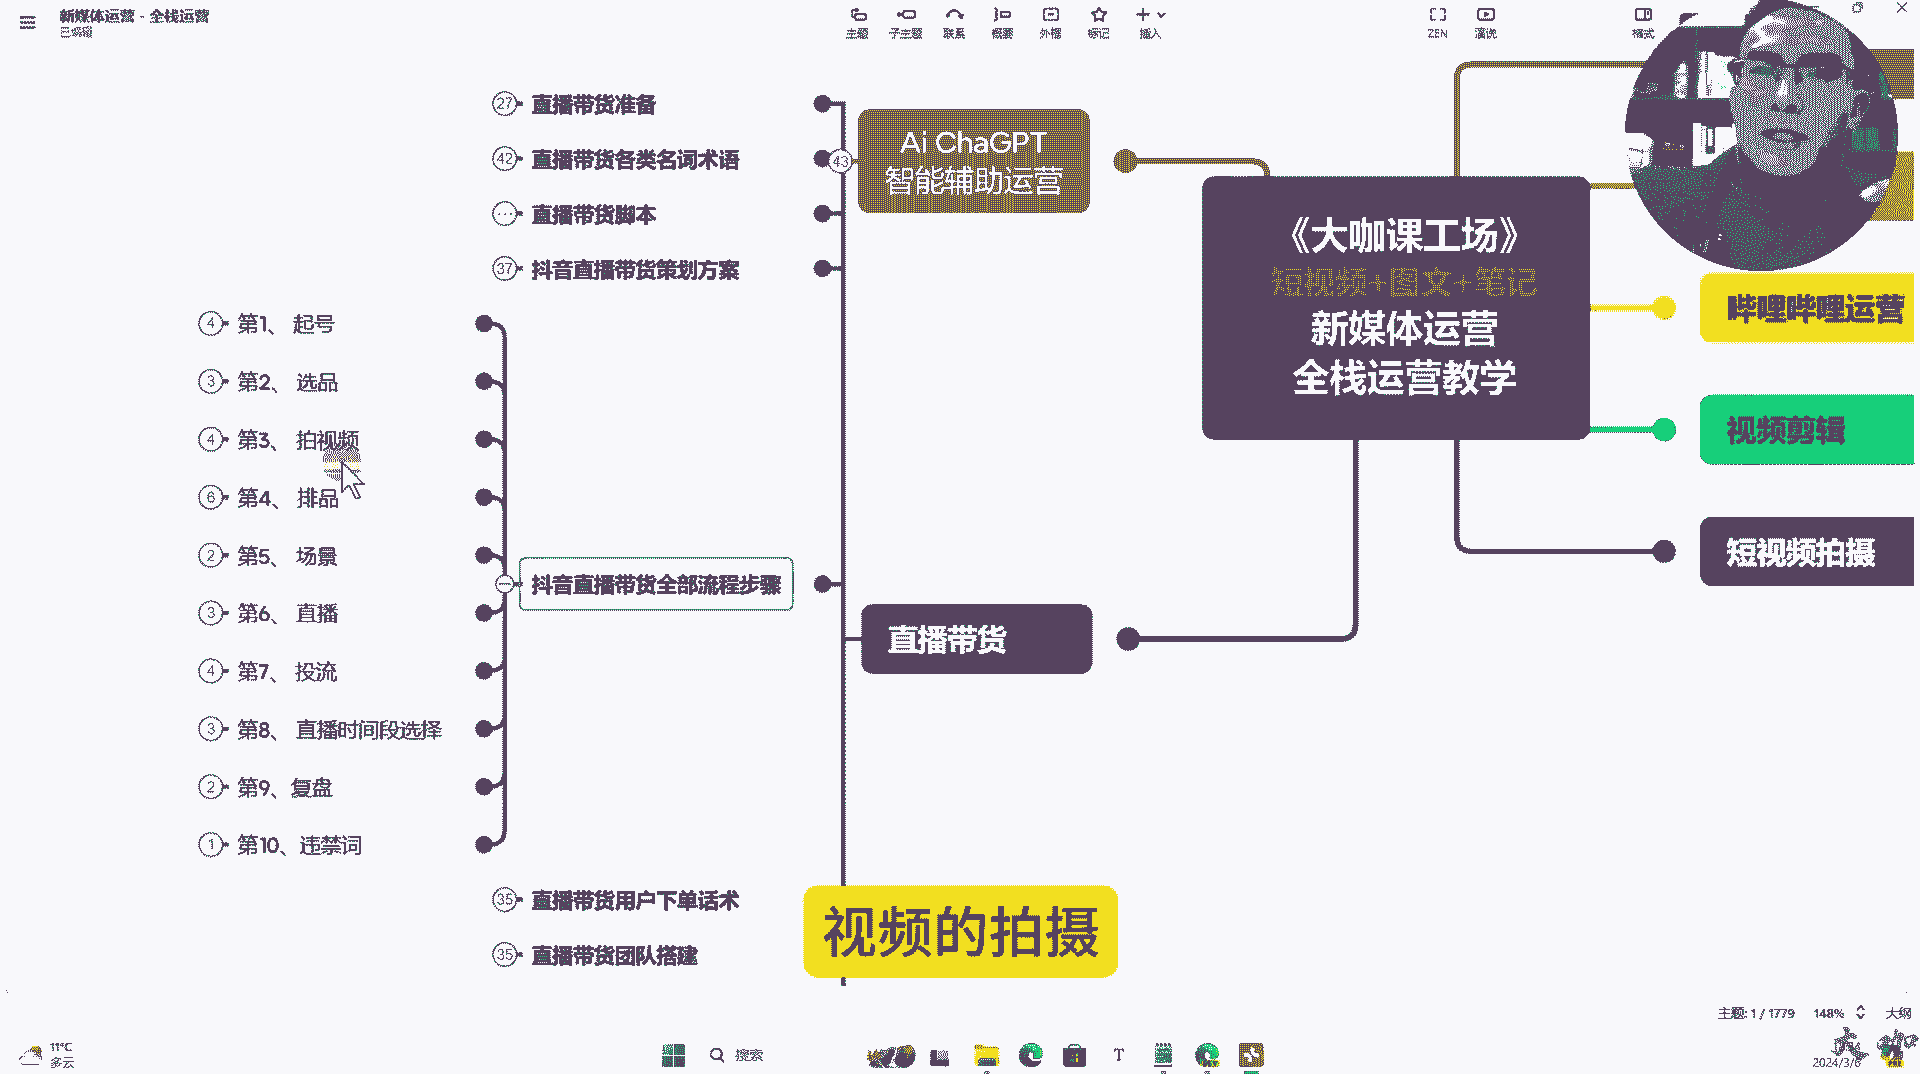 新媒体运营 - 全栈运营
已编辑
主题
子主题
联系
概要
外框
标记
插入
ZEN
演说
格式
27
直播带货准备
42
直播带货各类名词术语
直播带货脚本
37
抖音直播带货策划方案
4
第1、 起号
3
第2、 选品
4
第3、 拍视频
6
第4、 排品
2
第5、 场景
3
第6、 直播
4
第7、 投流
3
第8、 直播时间段选择
2
第9、复盘
1
第10、违禁词
抖音直播带货全部流程步骤
35
直播带货用户下单话术
35
直播带货团队搭建
43
Ai ChaGPT
智能辅助运营
直播带货
《大咖课工场》
短视频+图文+笔记
新媒体运营
全栈运营教学
哔哩哔哩运营
视频剪辑
短视频拍摄
视频的拍摄
主题: 1 / 1779
148%
大纲
11°C
多云
搜索
2024/3/6